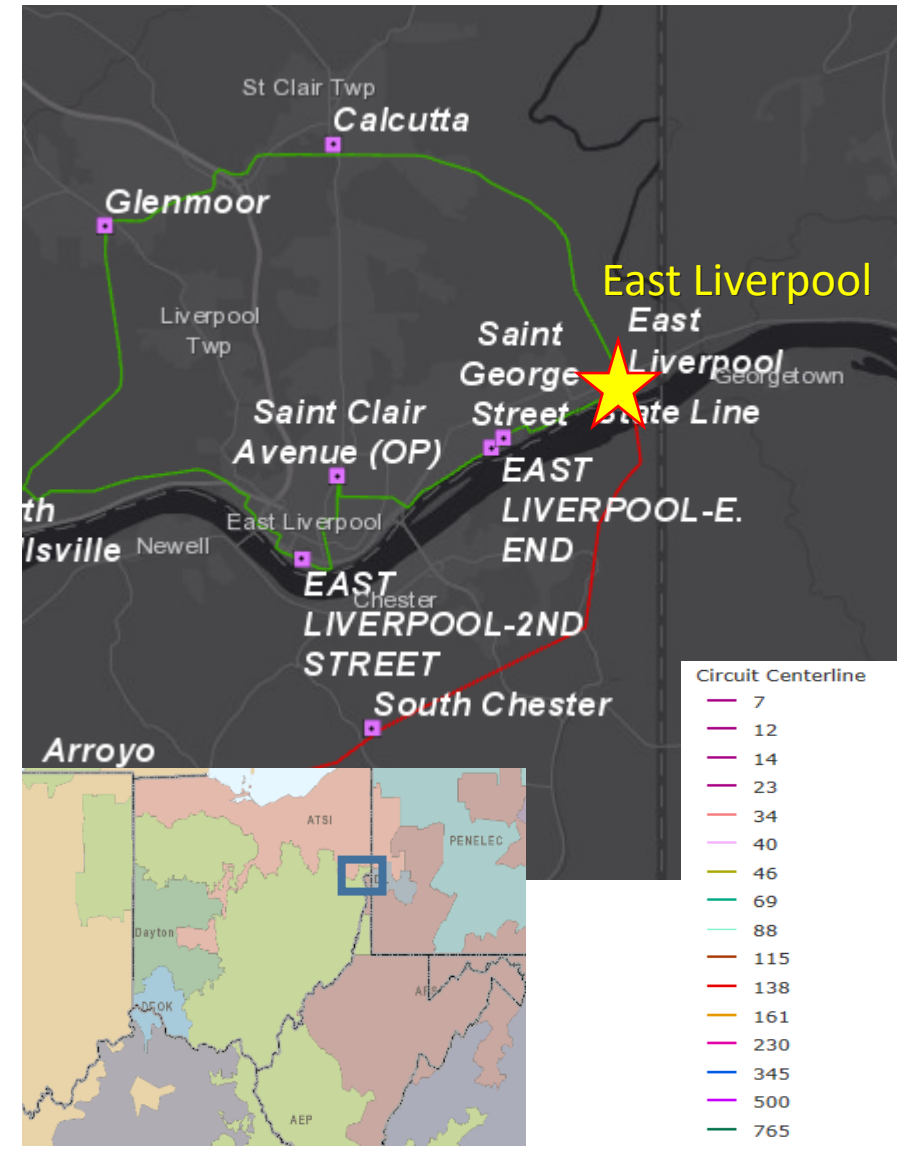 St Clair Twp
Calcutta
Glenmoor
East Liverpool
Liverpool
Twp
East
Liverpool
Saint
George
Street
Georgetown
State Line
Saint Clair
Avenue (OP)
EAST
LIVERPOOL-E.
END
th
llsville
Newell
East Liverpool
EAST
LIVERPOOL-2ND
STREET
Chester
South Chester
Arroyo
Circuit Centerline
7
12
14
23
34
40
46
69
88
115
138
161
230
345
500
765
ATSI
PENELEC
Dayton
DEOK
AEP